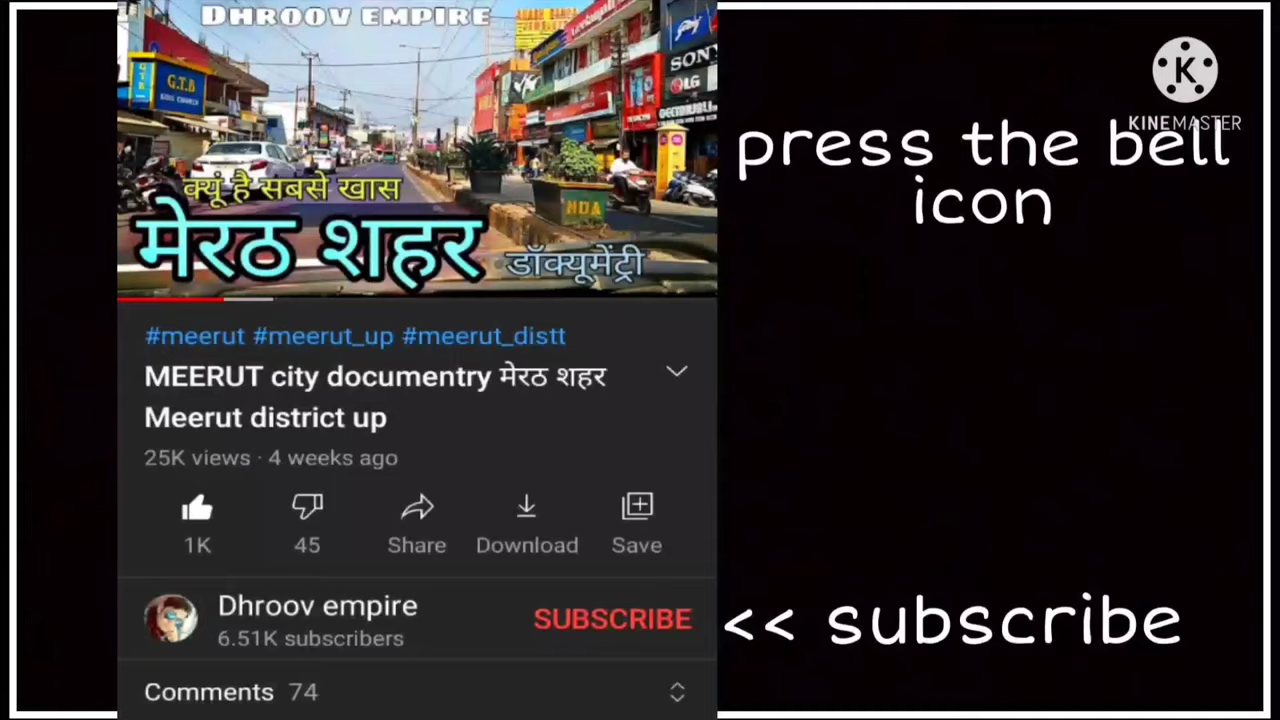 DHROOV EMPIRE
G.T.B
SONY
LG
क्यूं है सबसे खास
मेरठ शहर डॉक्यूमेंट्री
MDA
#meerut #meerut_up #meerut_distt
MEERUT city documentry मेरठ शहर
Meerut district up
25K views · 4 weeks ago
1K 45 Share Download Save
Dhroov empire
6.51K subscribers
SUBSCRIBE
<< subscribe
Comments 74
K
KINEMASTER
press the bell
icon